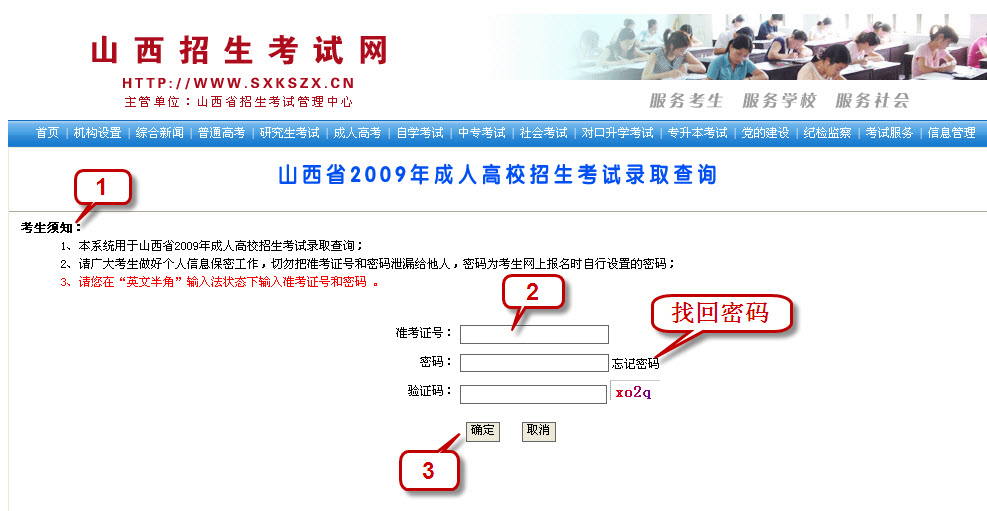 山西招生考试网
HTTP://WWW.SXKSZX.CN
主管单位：山西省招生考试管理中心
服务考生 服务学校 服务社会
首页 | 机构设置 | 综合新闻 | 普通高考 | 研究生考试 | 成人高考 | 自学考试 | 中专考试 | 社会考试 | 对口升学考试 | 专升本考试 | 党的建设 | 纪检监察 | 考试服务 | 信息管理
山西省2009年成人高校招生考试录取查询
1
考生须知：
1、本系统用于山西省2009年成人高校招生考试录取查询；
2、请广大考生做好个人信息保密工作，切勿把准考证号和密码泄漏给他人，密码为考生网上报名时自行设置的密码；
3、请您在“英文半角”输入法状态下输入准考证号和密码 。
2
找回密码
准考证号：
密码： 忘记密码
验证码： xo2q
确定 取消
3